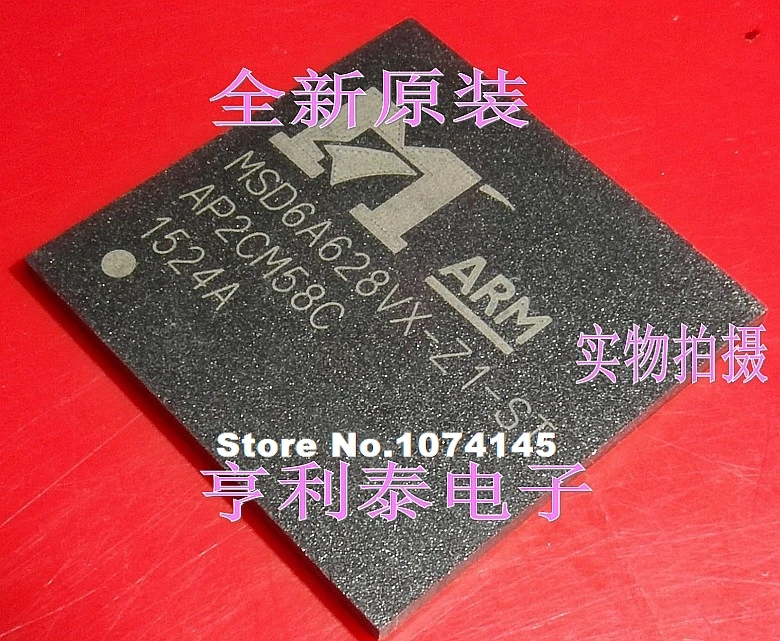 全新原装
MSD6A628VX-Z1-S
AP2CM58C
1524A
ARM
实物拍摄
Store No.1074145
亨利泰电子